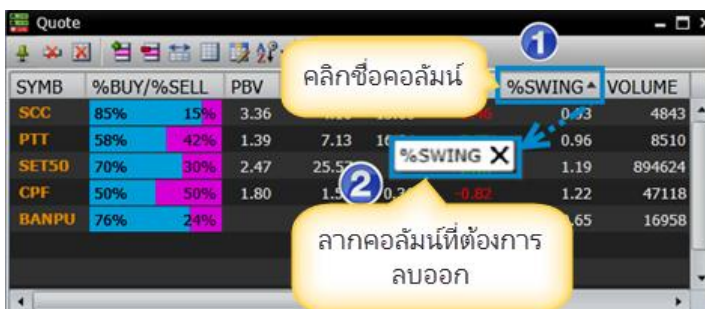 Quote
1
คลิกชื่อคอลัมน์
SYMB %BUY/%SELL PBV %SWING VOLUME
SCC 85% 15% 3.36 4843
PTT 58% 42% 1.39 7.13 0.96 8510
%SWING X
SET50 70% 30% 2.47 1.19 894624
2
CPF 50% 50% 1.80 -0.82 1.22 47118
BANPU 76% 24% 16958
ลากคอลัมน์ที่ต้องการ
ลบออก